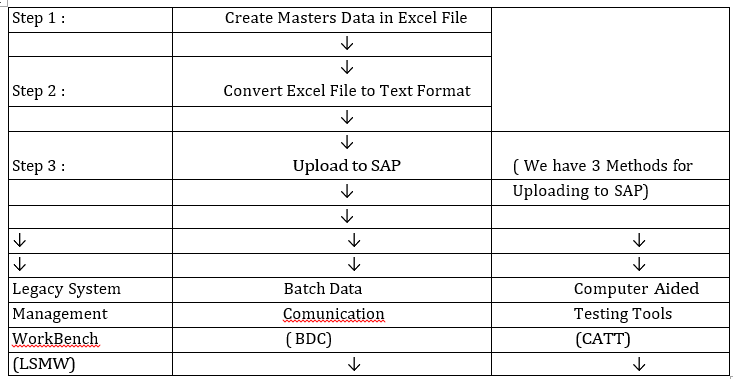 Step 1 : Create Masters Data in Excel File
↓
↓
Step 2 : Convert Excel File to Text Format
↓
↓
Step 3 : Upload to SAP ( We have 3 Methods for
↓ Uploading to SAP)
↓
↓ ↓ ↓
↓ ↓ ↓
Legacy System Batch Data Computer Aided
Management Comunication Testing Tools
WorkBench ( BDC) (CATT)
(LSMW) ↓ ↓